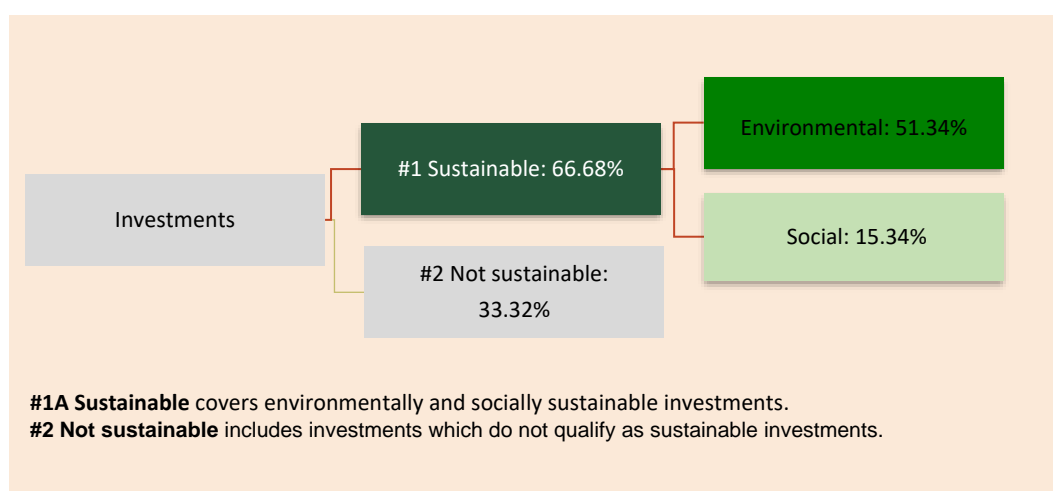 Investments
#1 Sustainable: 66.68%
#2 Not sustainable:
33.32%
Environmental: 51.34%
Social: 15.34%
#1A Sustainable covers environmentally and socially sustainable investments.
#2 Not sustainable includes investments which do not qualify as sustainable investments.